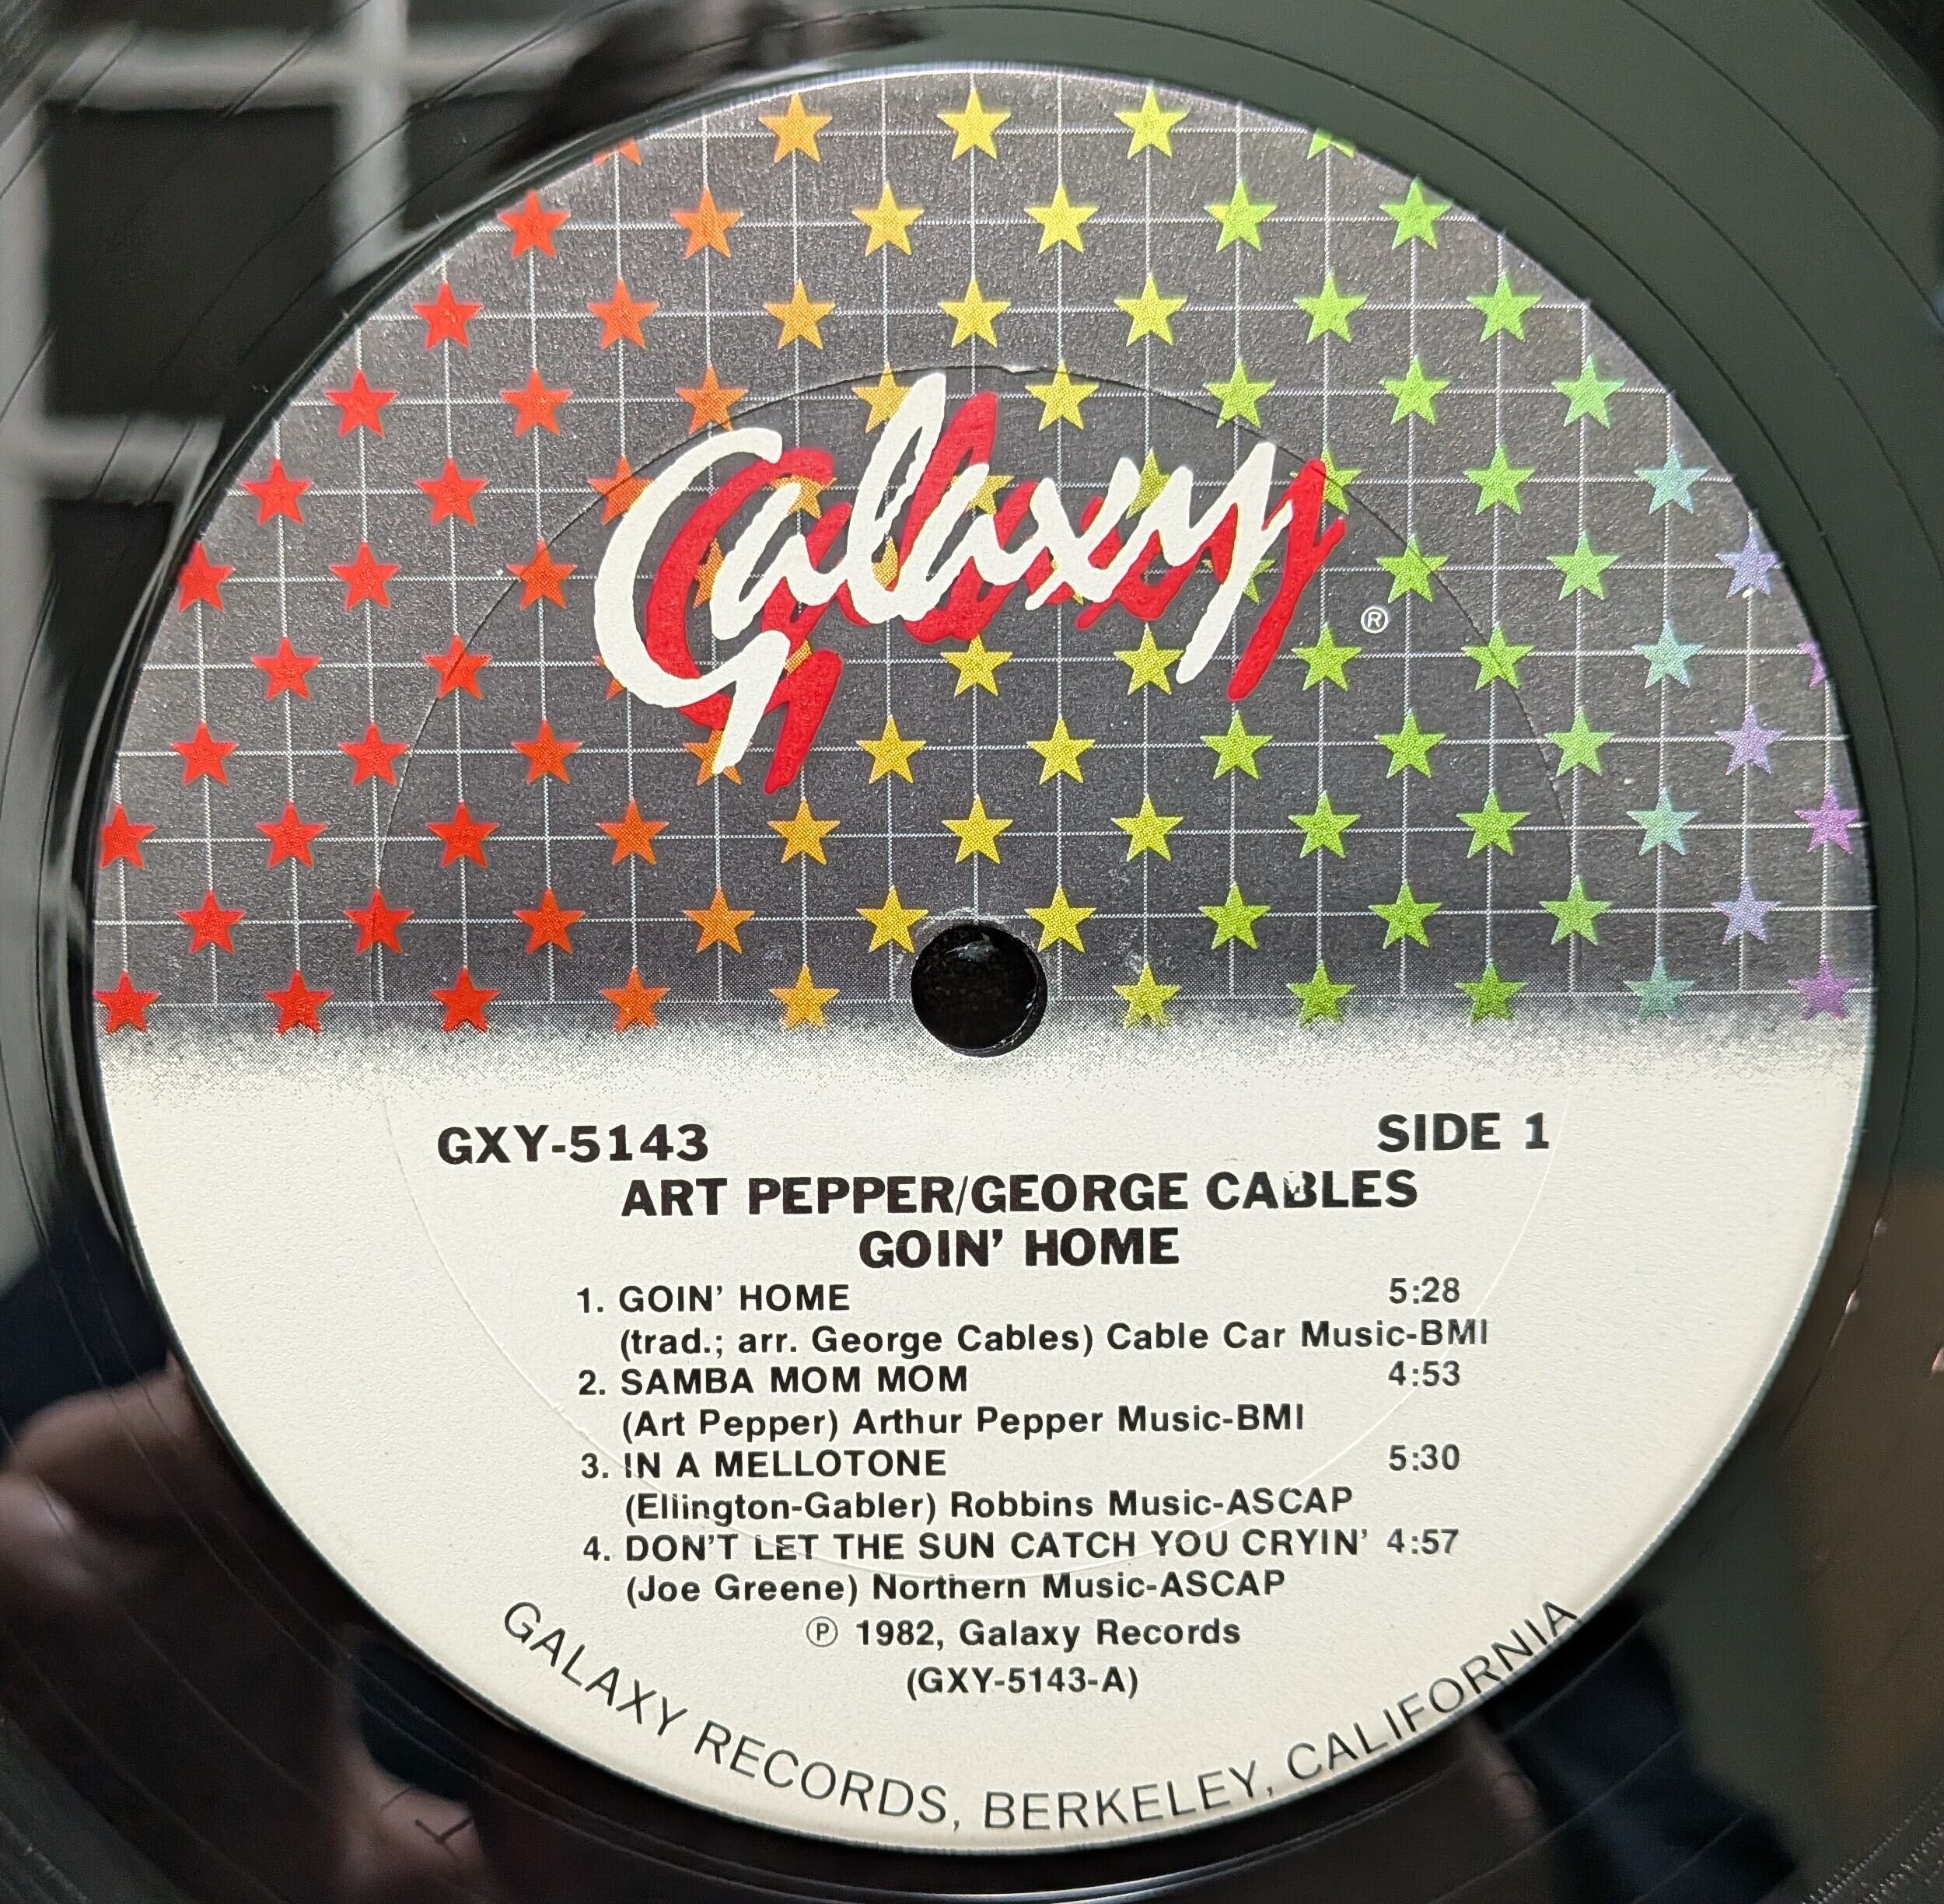 Galaxy ®
GXY-5143 SIDE 1
ART PEPPER/GEORGE CABLES
GOIN' HOME
1. GOIN' HOME 5:28
(trad.; arr. George Cables) Cable Car Music-BMI
2. SAMBA MOM MOM 4:53
(Art Pepper) Arthur Pepper Music-BMI
3. IN A MELLOTONE 5:30
(Ellington-Gabler) Robbins Music-ASCAP
4. DON'T LET THE SUN CATCH YOU CRYIN' 4:57
(Joe Greene) Northern Music-ASCAP
℗ 1982, Galaxy Records
(GXY-5143-A)
GALAXY RECORDS, BERKELEY, CALIFORNIA